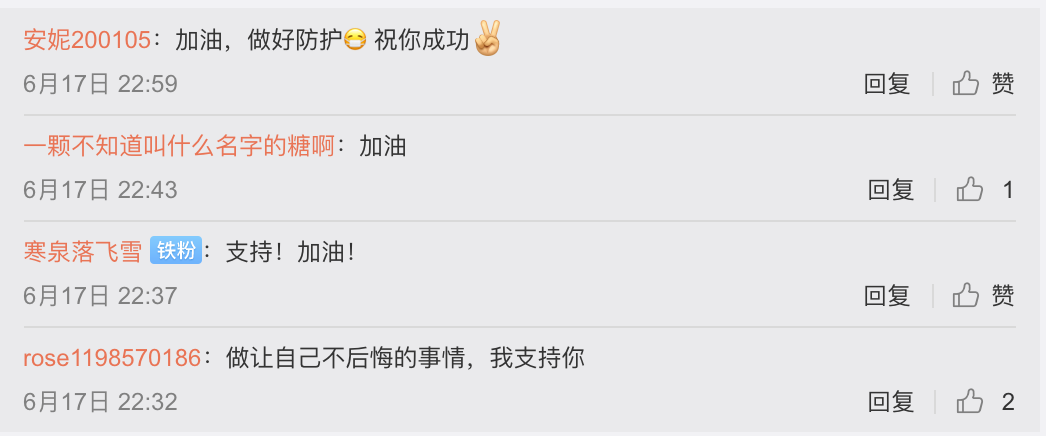 安妮200105：加油，做好防护😷 祝你成功✌
6月17日 22:59 回复 赞
一颗不知道叫什么名字的糖啊：加油
6月17日 22:43 回复 1
寒泉落飞雪 铁粉：支持！加油！
6月17日 22:37 回复 赞
rose1198570186：做让自己不后悔的事情，我支持你
6月17日 22:32 回复 2